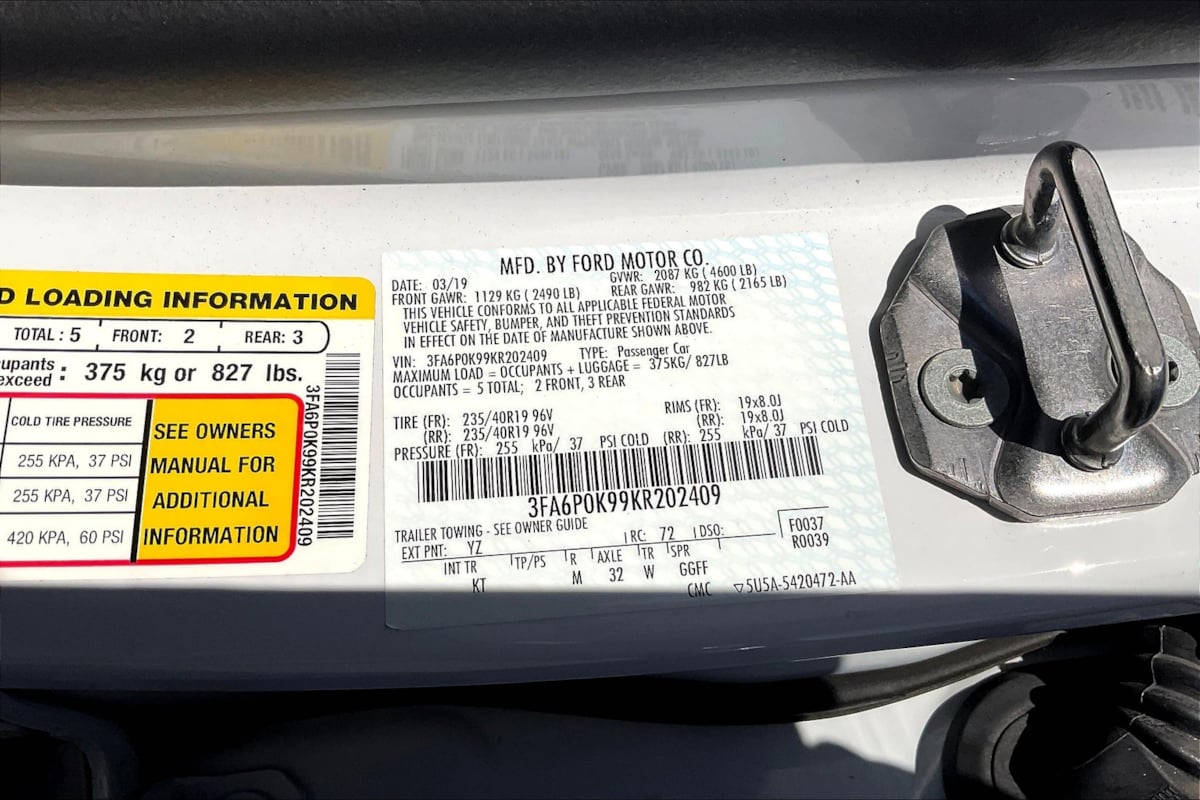 D LOADING INFORMATION
TOTAL: 5 FRONT: 2 REAR: 3
upants
exceed : 375 kg or 827 lbs.
COLD TIRE PRESSURE
255 KPA, 37 PSI
255 KPA, 37 PSI
420 KPA, 60 PSI
SEE OWNERS
MANUAL FOR
ADDITIONAL
INFORMATION
3FA6P0K99KR202409
MFD. BY FORD MOTOR CO.
DATE: 03/19 GVWR: 2087 KG ( 4600 LB)
FRONT GAWR: 1129 KG ( 2490 LB) REAR GAWR: 982 KG ( 2165 LB)
THIS VEHICLE CONFORMS TO ALL APPLICABLE FEDERAL MOTOR
VEHICLE SAFETY, BUMPER, AND THEFT PREVENTION STANDARDS
IN EFFECT ON THE DATE OF MANUFACTURE SHOWN ABOVE.
VIN: 3FA6P0K99KR202409 TYPE: Passenger Car
MAXIMUM LOAD = OCCUPANTS + LUGGAGE = 375KG/ 827LB
OCCUPANTS = 5 TOTAL; 2 FRONT, 3 REAR
TIRE (FR): 235/40R19 96V RIMS (FR): 19x8.0J
(RR): 235/40R19 96V (RR): 19x8.0J
PRESSURE (FR): 255 kPa/ 37 PSI COLD (RR): 255 kPa/ 37 PSI COLD
3FA6P0K99KR202409
TRAILER TOWING - SEE OWNER GUIDE
EXT PNT: YZ RC: 72 DSO: F0037
R0039
INT TR TP/PS R AXLE TR SPR
KT M 32 W GGFF
CMC ▽5U5A-5420472-AA